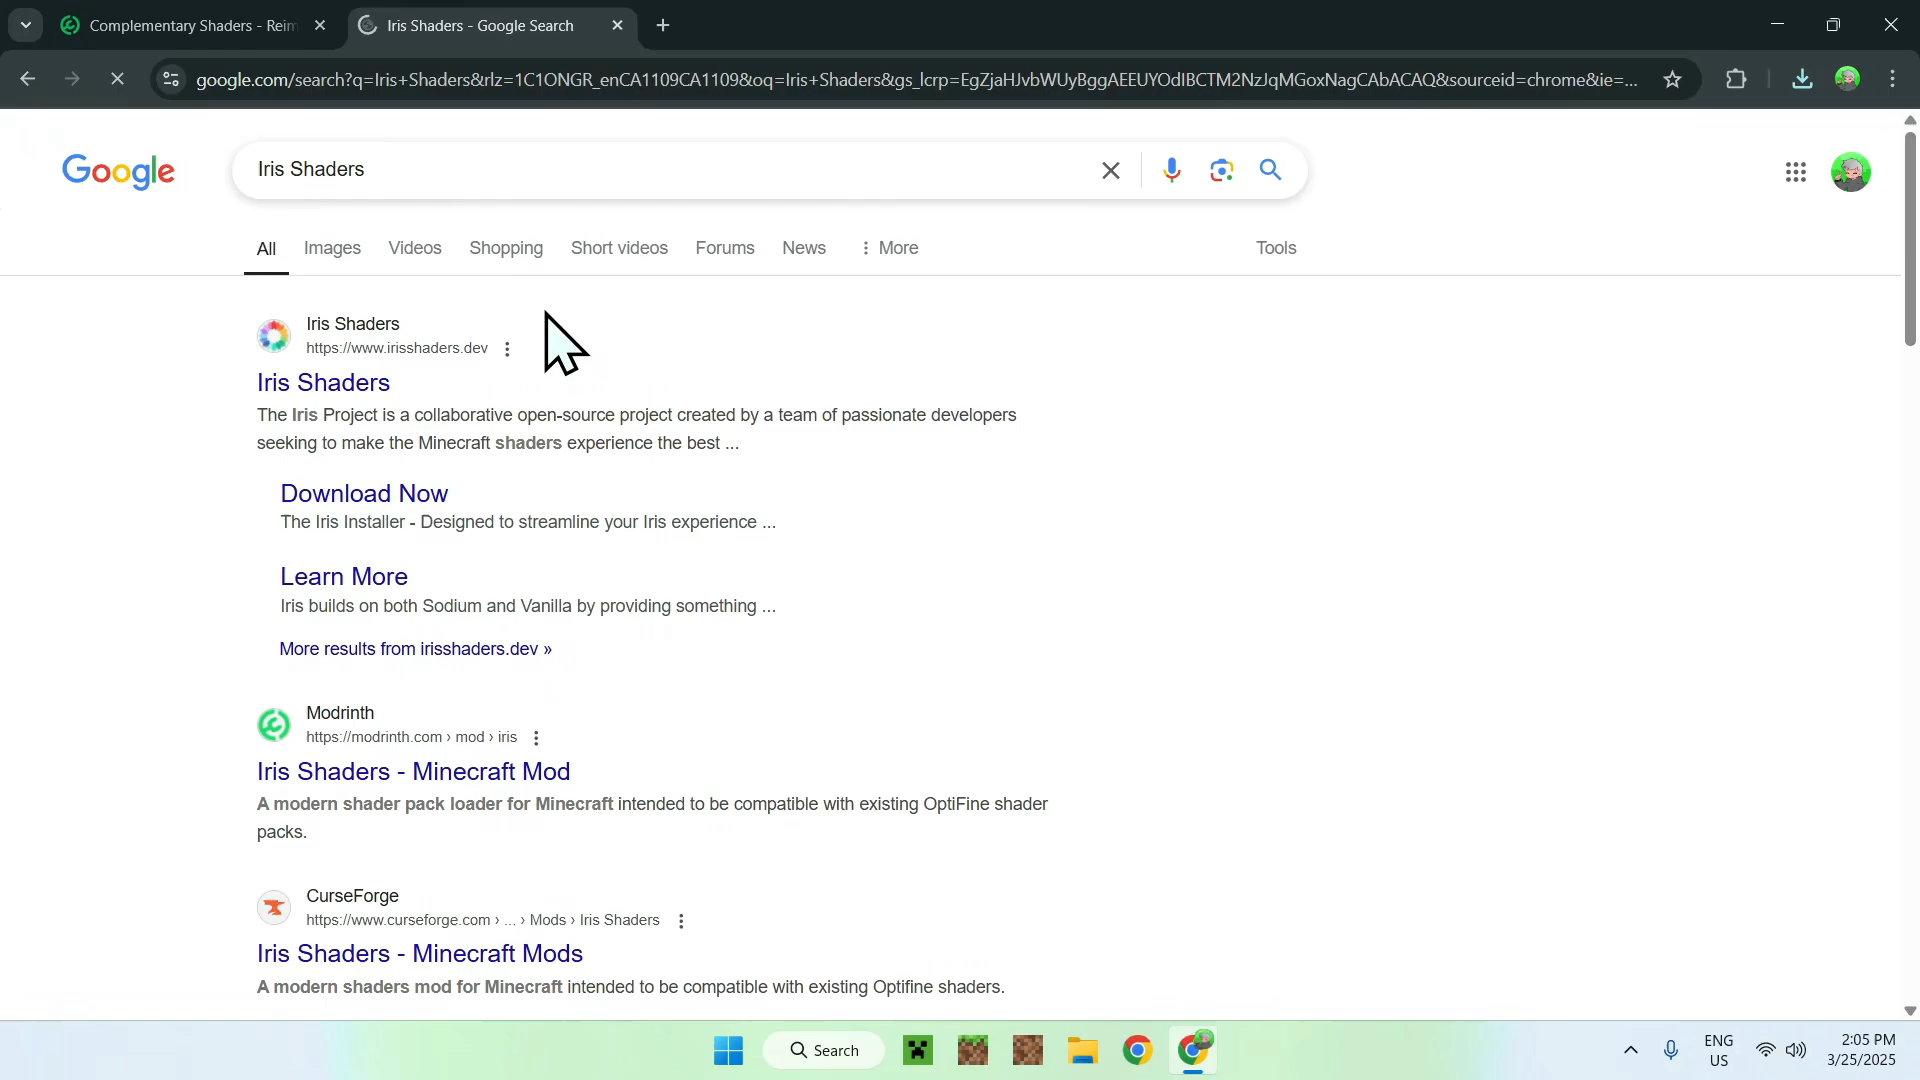 Complementary Shaders - Reim
Iris Shaders - Google Search
google.com/search?q=Iris+Shaders&rlz=1C1ONGR_enCA1109CA1109&oq=Iris+Shaders&gs_lcrp=EgZjaHJvbWUyBggAEEUYOdIBCTM2NzJqMGoxNagCAbACAQ&sourceid=chrome&ie=...
Google
Iris Shaders
All
Images
Videos
Shopping
Short videos
Forums
News
More
Tools
Iris Shaders
https://www.irisshaders.dev
Iris Shaders
The Iris Project is a collaborative open-source project created by a team of passionate developers
seeking to make the Minecraft shaders experience the best ...
Download Now
The Iris Installer - Designed to streamline your Iris experience ...
Learn More
Iris builds on both Sodium and Vanilla by providing something ...
More results from irisshaders.dev »
Modrinth
https://modrinth.com › mod › iris
Iris Shaders - Minecraft Mod
A modern shader pack loader for Minecraft intended to be compatible with existing OptiFine shader
packs.
CurseForge
https://www.curseforge.com › ... › Mods › Iris Shaders
Iris Shaders - Minecraft Mods
A modern shaders mod for Minecraft intended to be compatible with existing Optifine shaders.
Search
ENG
US
2:05 PM
3/25/2025